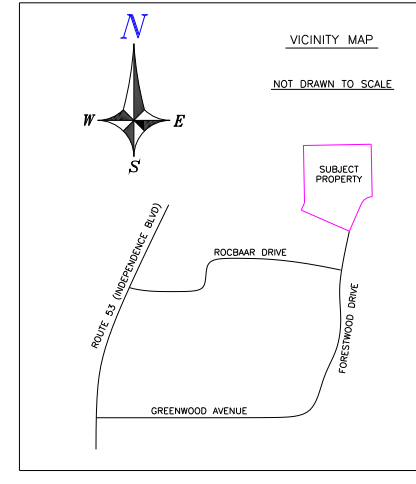 N
VICINITY MAP
NOT DRAWN TO SCALE
W
E
S
SUBJECT
PROPERTY
ROUTE 53 (INDEPENDENCE BLVD)
ROCBAAR DRIVE
FORESTWOOD DRIVE
GREENWOOD AVENUE